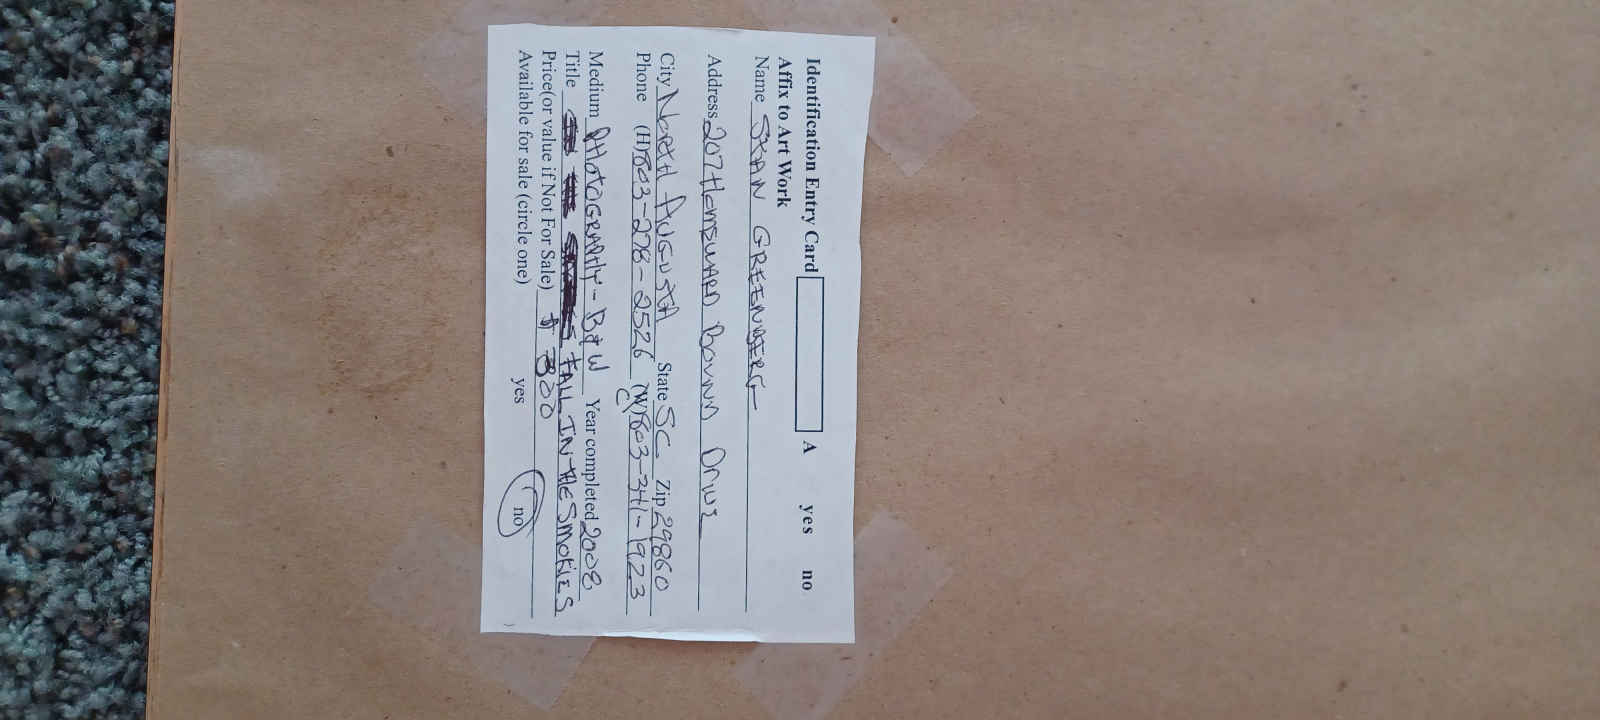 Identification Entry Card A yes no
Affix to Art Work
Name STAN GREENBERG
Address 207 HOMEWARD BOUND DRIVE
City NORTH AUGUSTA State SC Zip 29860
Phone (H) 803-278-2526 (W) C 803-341-1923
Medium PHOTOGRAPHY - B+W Year completed 2008
Title FALL IN THE SMOKIES
Price(or value if Not For Sale) $ 300
Available for sale (circle one) yes no